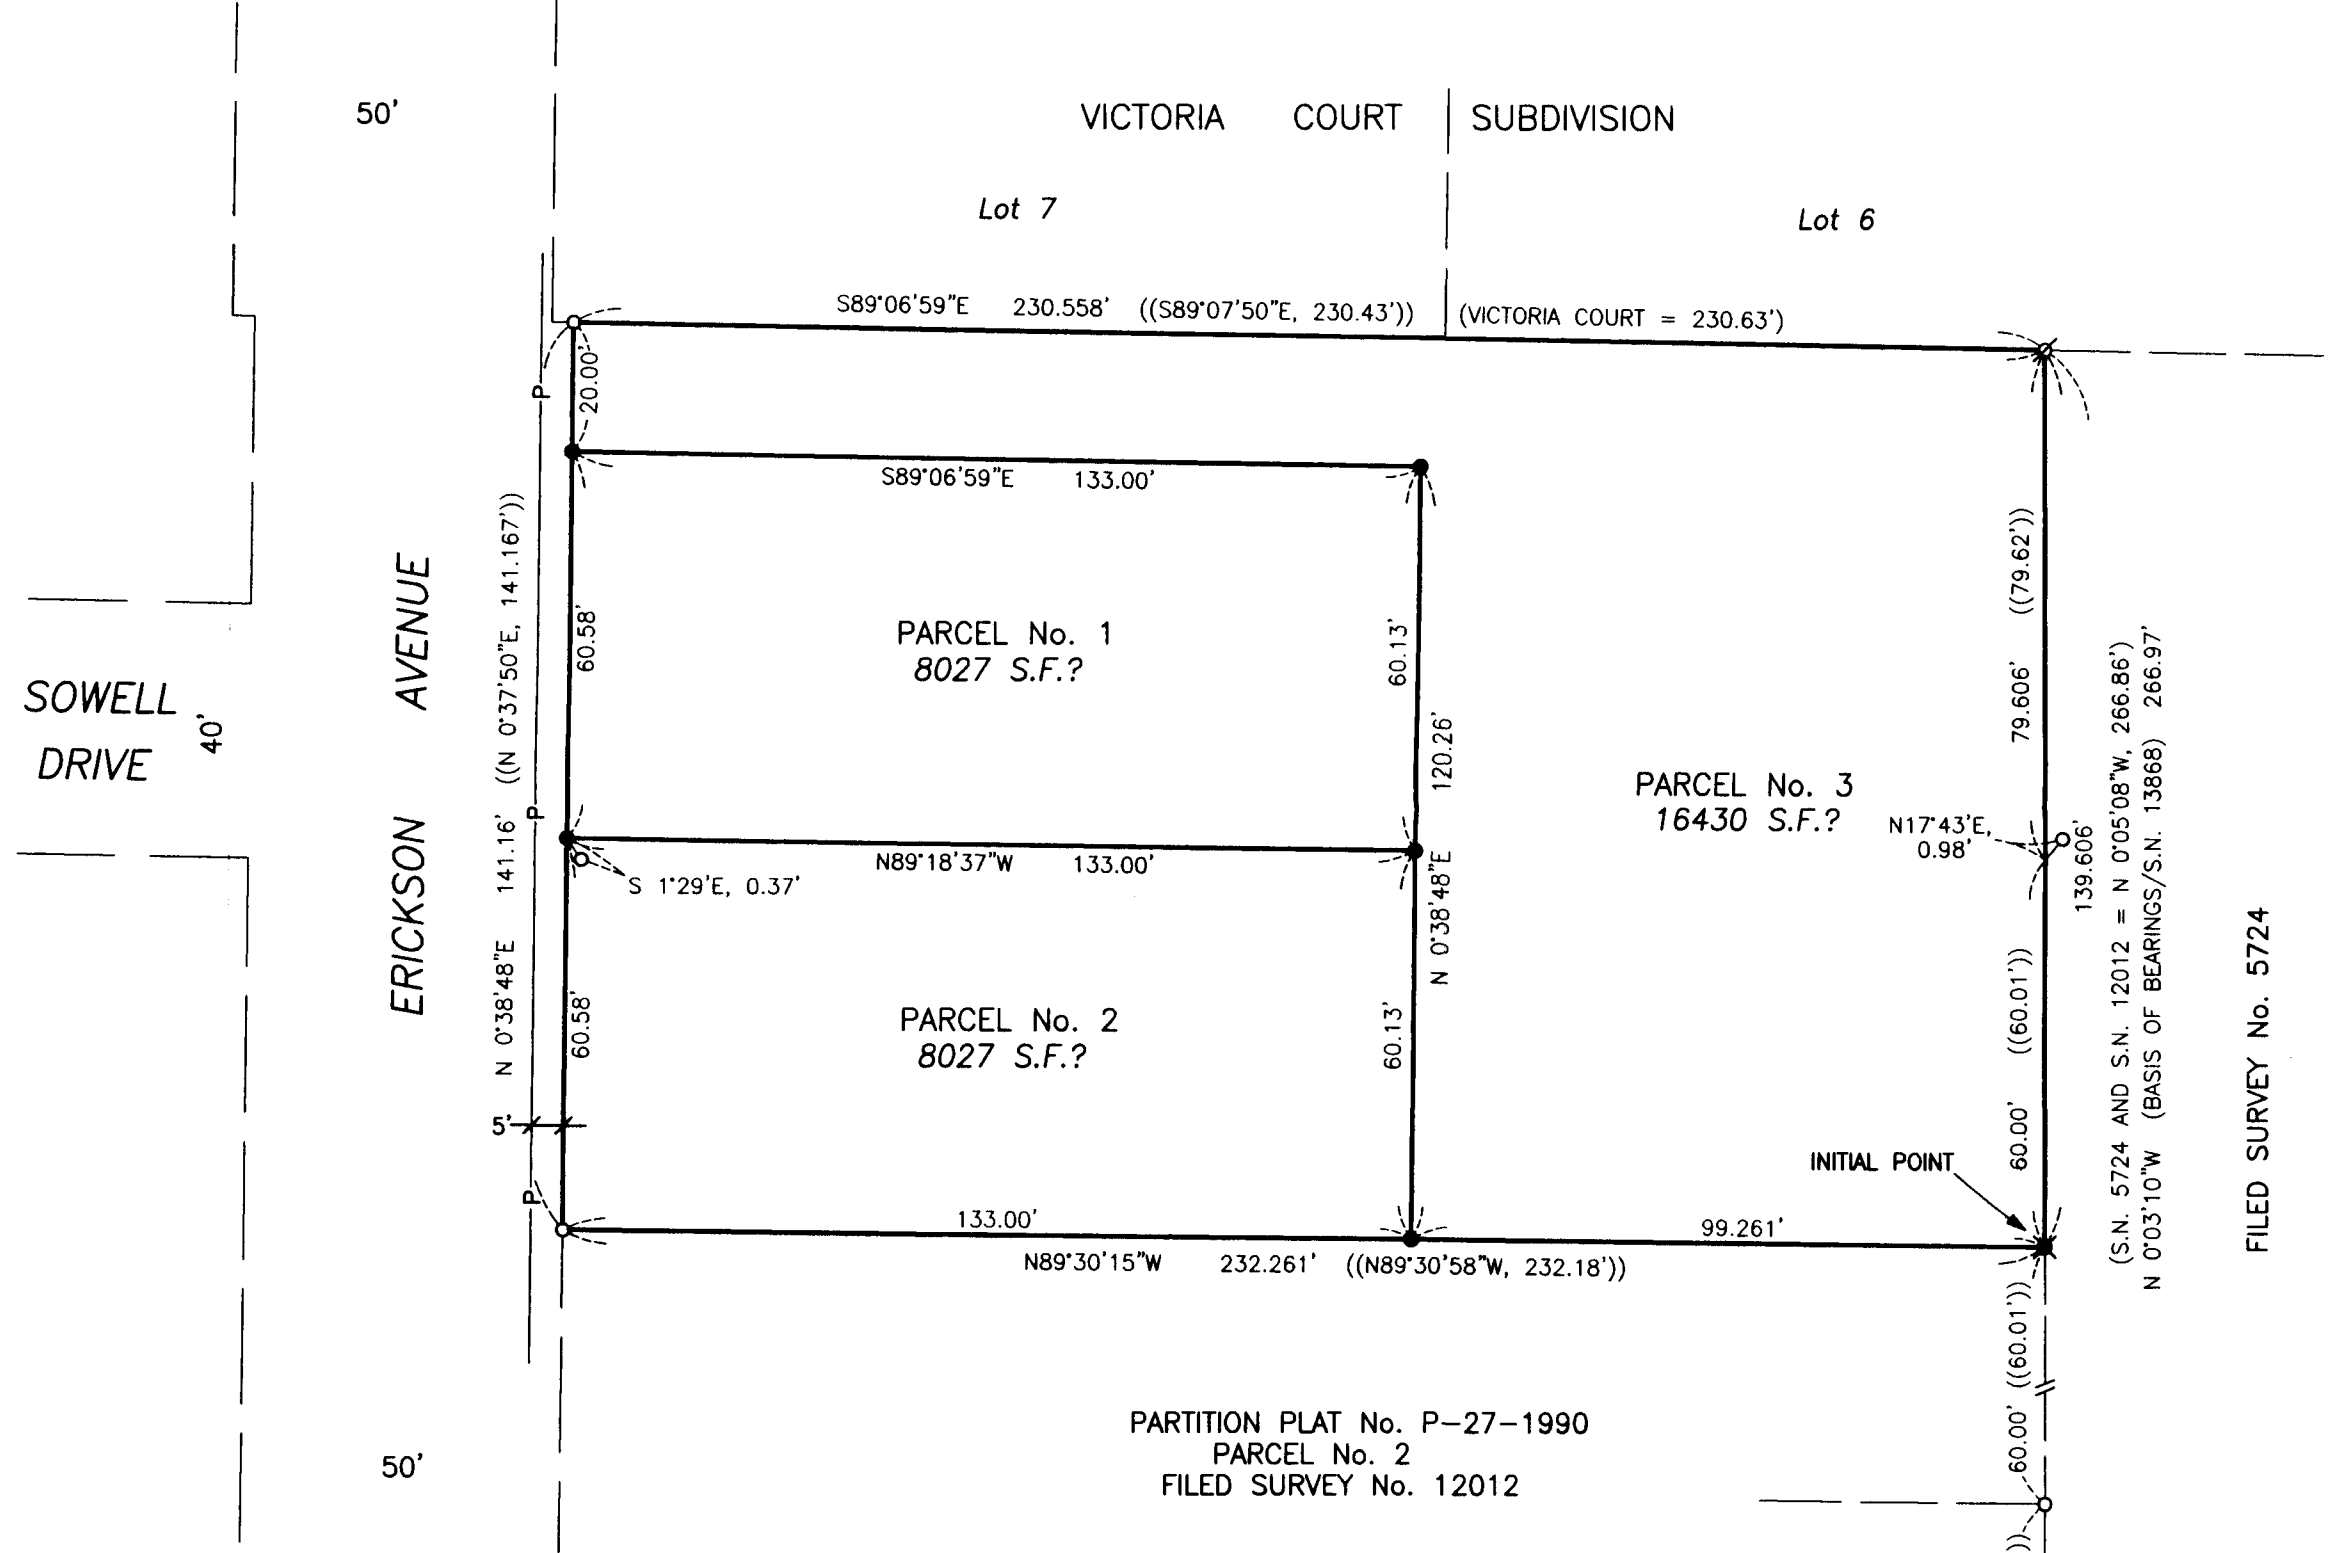 50'
VICTORIA COURT SUBDIVISION
Lot 7
Lot 6
S89°06'59"E 230.558' ((S89°07'50"E, 230.43')) (VICTORIA COURT = 230.63')
20.00'
P
S89°06'59"E 133.00'
N 0°38'48"E 141.16' ((N 0°37'50"E, 141.167'))
ERICKSON AVENUE
60.58'
PARCEL No. 1
8027 S.F.?
60.13'
120.26'
N 0°38'48"E
SOWELL
DRIVE
40'
P
N89°18'37"W 133.00'
S 1°29'E, 0.37'
PARCEL No. 3
16430 S.F.?
N17°43'E,
0.98'
((79.62'))
79.606'
139.606'
((60.01'))
60.00'
(S.N. 5724 AND S.N. 12012 = N 0°05'08"W, 266.86')
N 0°03'10"W (BASIS OF BEARINGS/S.N. 13868) 266.97'
FILED SURVEY No. 5724
60.58'
PARCEL No. 2
8027 S.F.?
60.13'
5'
P
INITIAL POINT
133.00'
99.261'
N89°30'15"W 232.261' ((N89°30'58"W, 232.18'))
60.00' ((60.01'))
PARTITION PLAT No. P-27-1990
PARCEL No. 2
FILED SURVEY No. 12012
50'
))